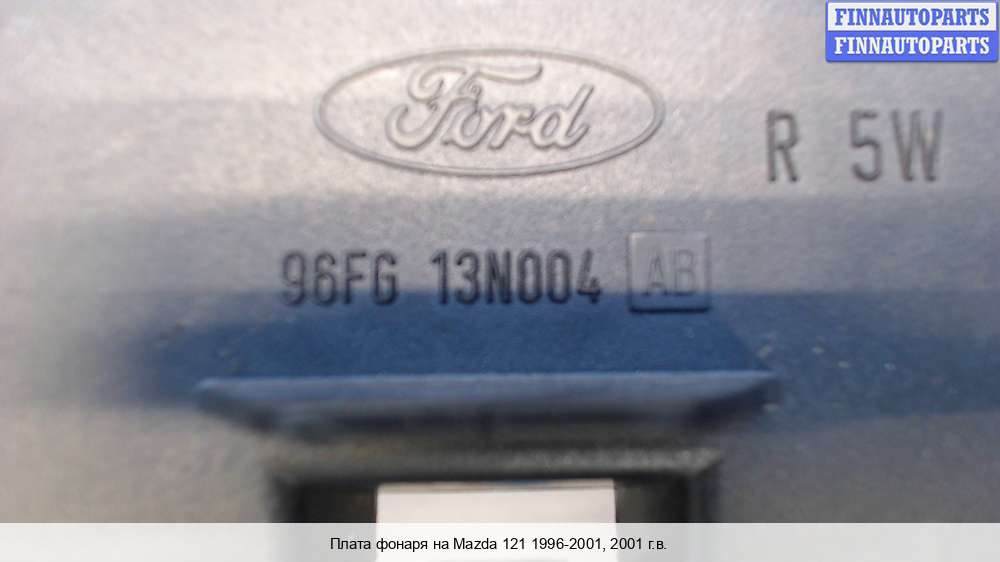 FINNAUTOPARTS
FINNAUTOPARTS
Ford
R 5W
96FG 13N004 AB
Плата фонаря на Mazda 121 1996-2001, 2001 г.в.